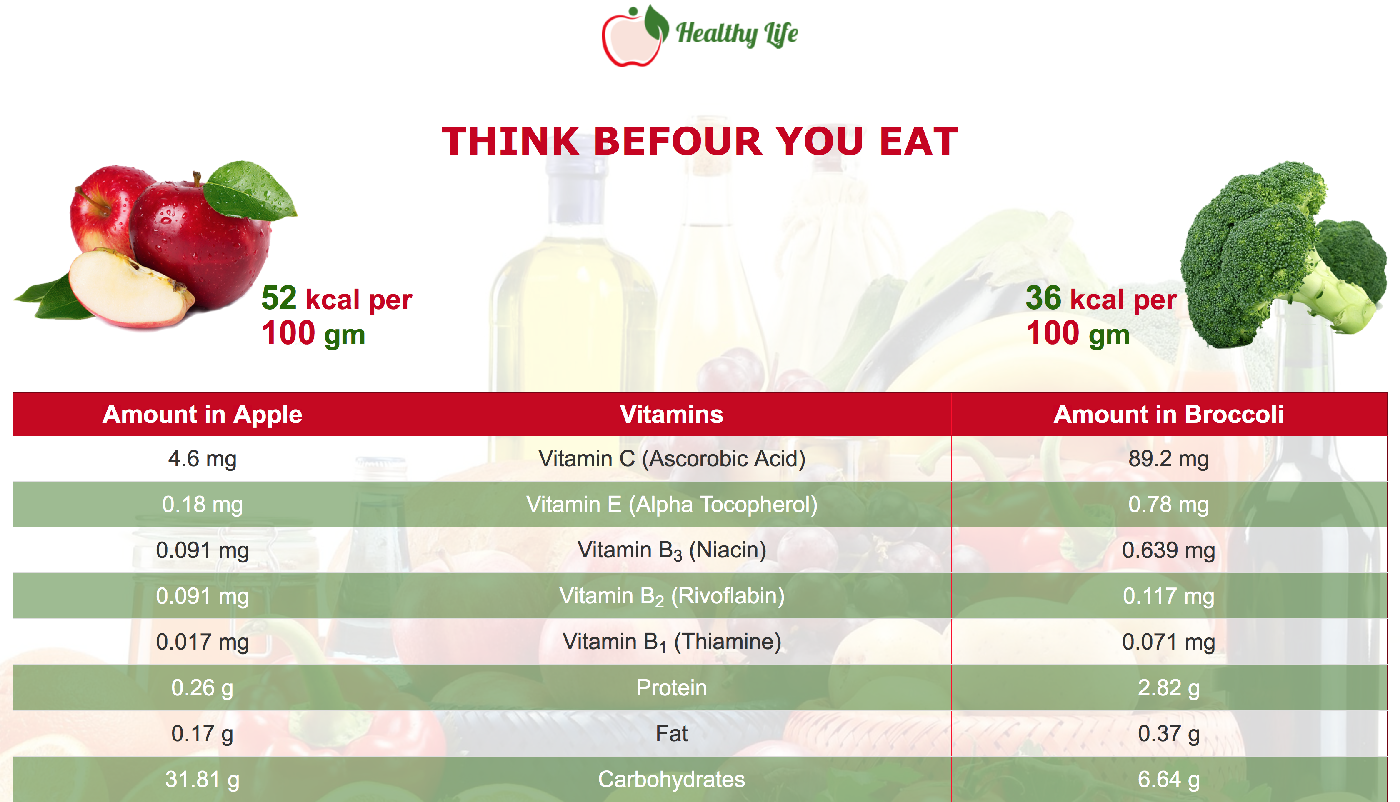 Healthy Life
THINK BEFOUR YOU EAT
52 kcal per
100 gm
36 kcal per
100 gm
Amount in Apple Vitamins Amount in Broccoli
4.6 mg Vitamin C (Ascorbic Acid) 89.2 mg
0.18 mg Vitamin E (Alpha Tocopherol) 0.78 mg
0.091 mg Vitamin B₃ (Niacin) 0.639 mg
0.091 mg Vitamin B₂ (Rivoflabin) 0.117 mg
0.017 mg Vitamin B₁ (Thiamine) 0.071 mg
0.26 g Protein 2.82 g
0.17 g Fat 0.37 g
31.81 g Carbohydrates 6.64 g